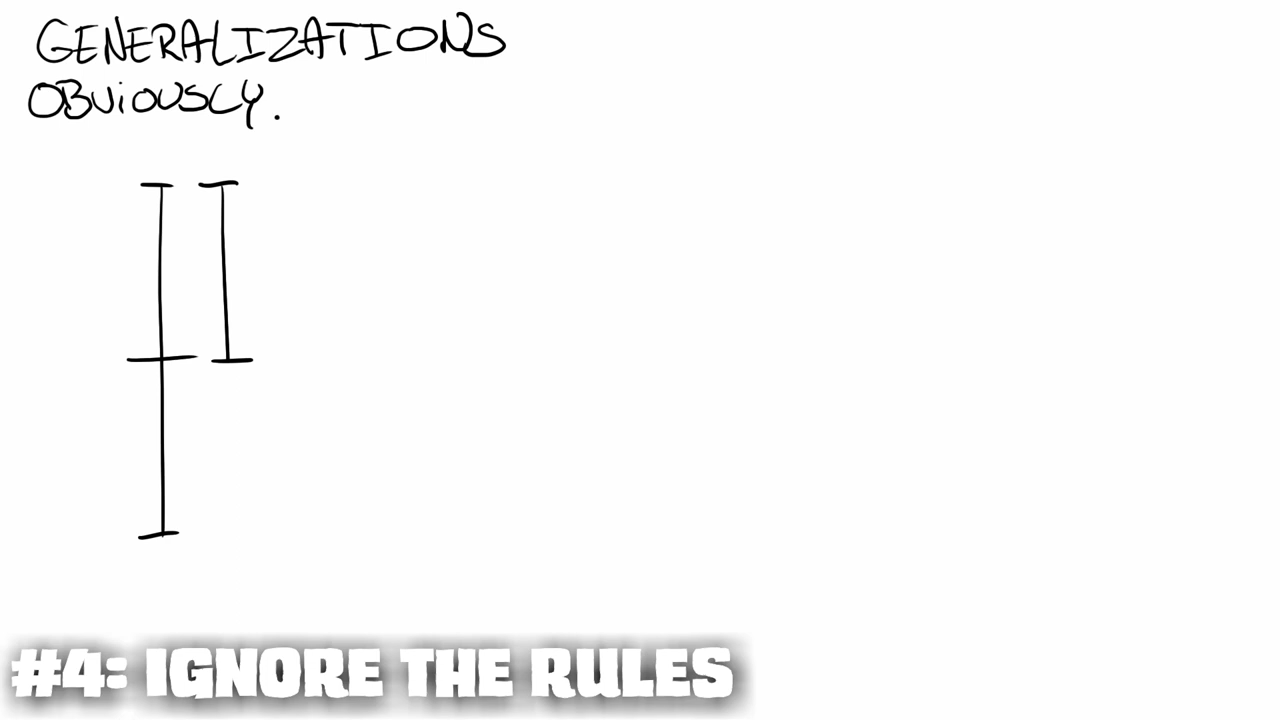 GENERALIZATIONS
OBVIOUSLY.
#4: IGNORE THE RULES